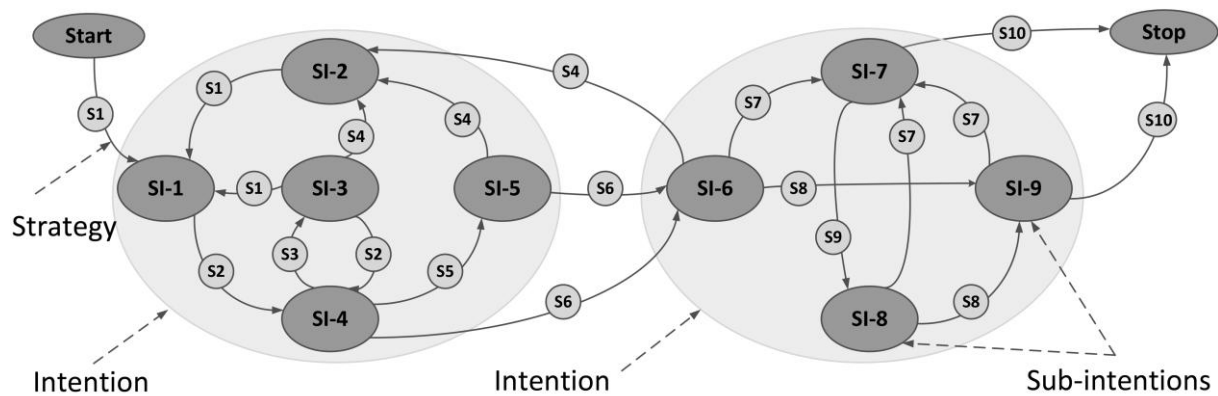 Start
S10
Stop
SI-2
S4
SI-7
S1
S1
S4
S7
S7
S7
S10
S4
SI-1
S1
SI-3
SI-5
S6
SI-6
S8
SI-9
Strategy
S2
S3
S2
S5
S9
SI-4
S6
SI-8
S8
Intention
Intention
Sub-intentions